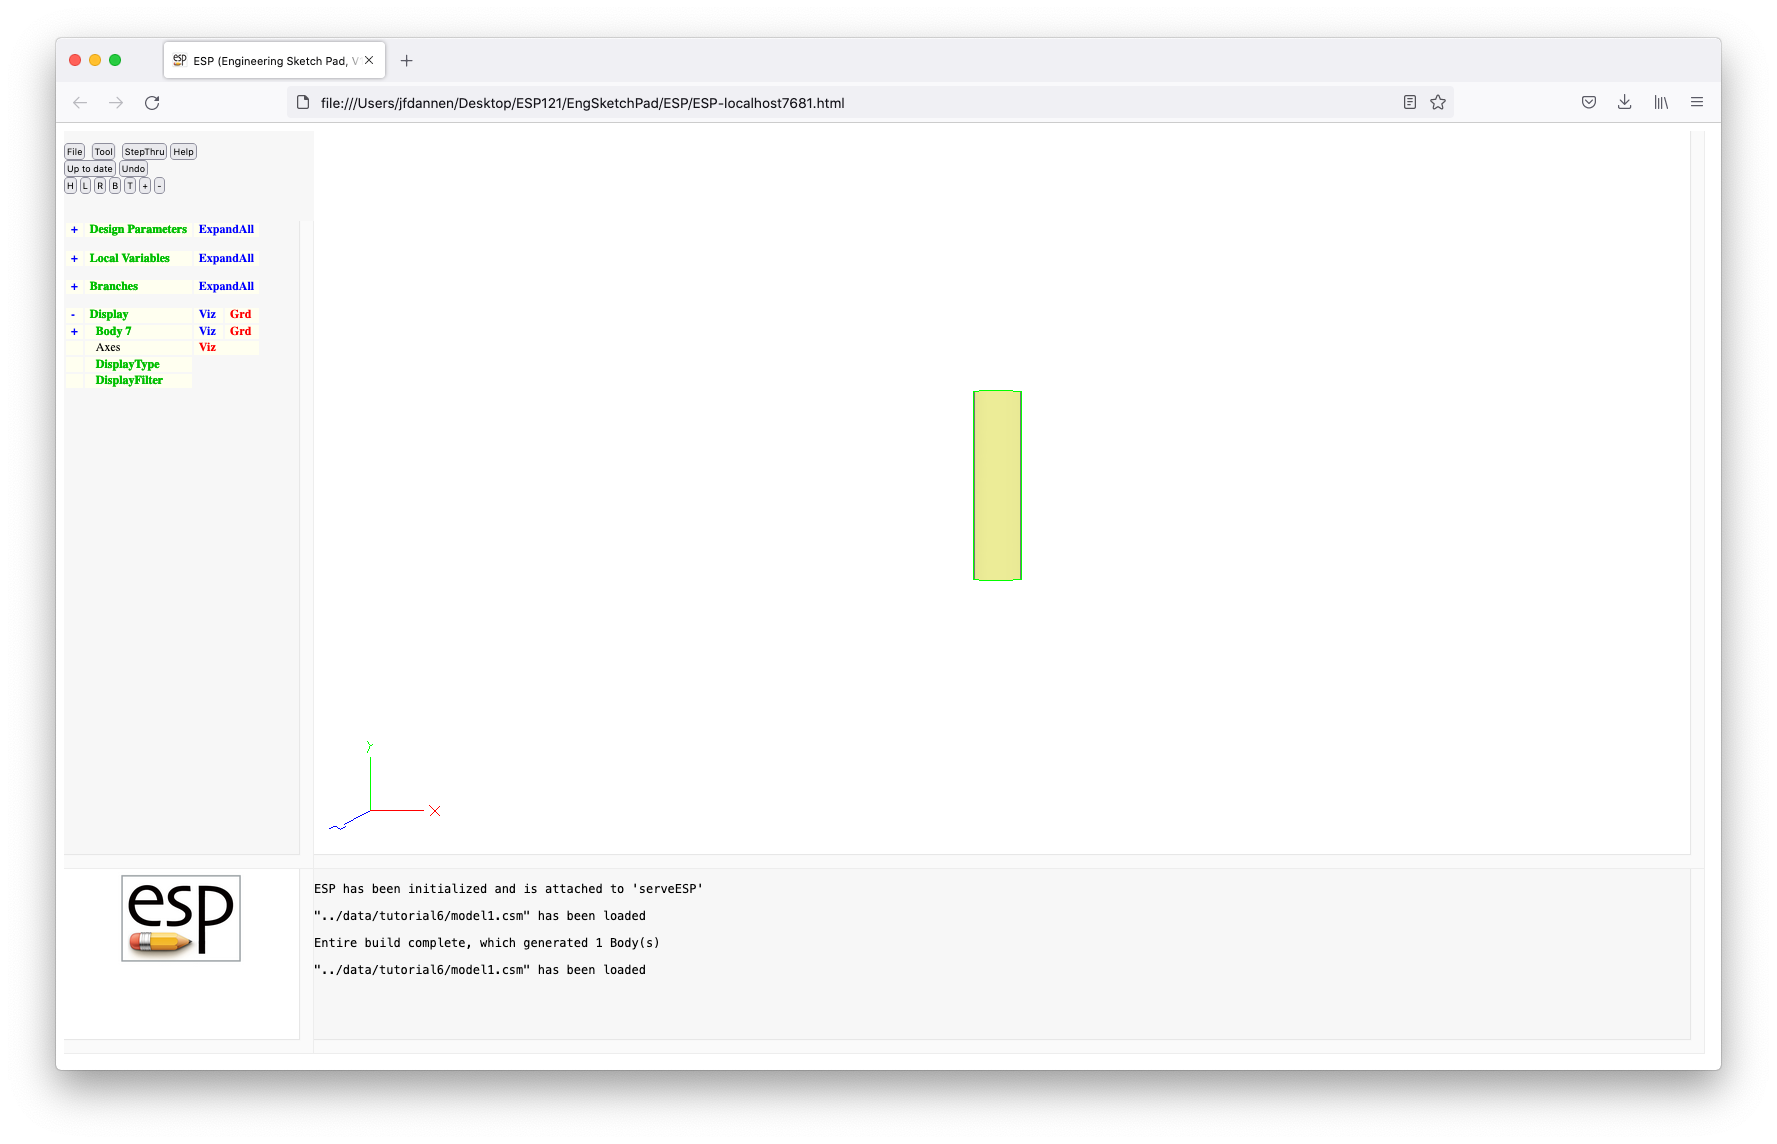 ESP (Engineering Sketch Pad, V
file:///Users/jfdannen/Desktop/ESP121/EngSketchPad/ESP/ESP-localhost7681.html
File Tool StepThru Help
Up to date Undo
H L R B T + -
+ Design Parameters ExpandAll
+ Local Variables ExpandAll
+ Branches ExpandAll
- Display Viz Grd
+ Body 7 Viz Grd
Axes Viz
DisplayType
DisplayFilter
Y
X
Z
esp
ESP has been initialized and is attached to 'serveESP'
"../data/tutorial6/model1.csm" has been loaded
Entire build complete, which generated 1 Body(s)
"../data/tutorial6/model1.csm" has been loaded